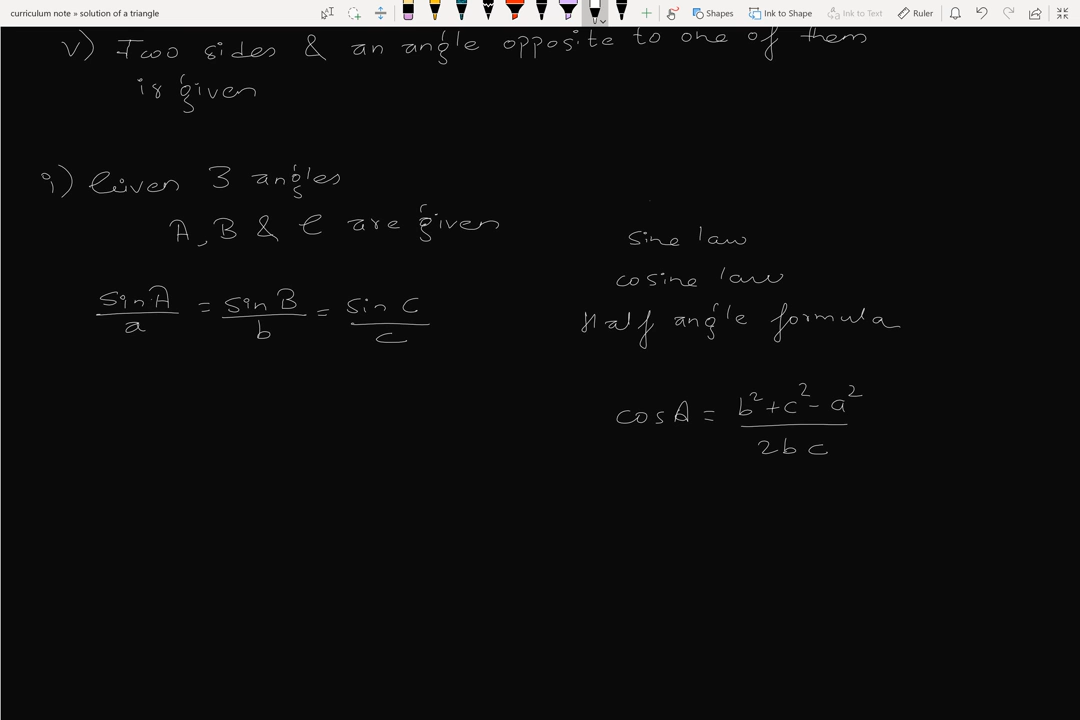 curriculum note » solution of a triangle
Shapes
Ink to Shape
Ink to Text
Ruler
v) Two sides & an angle opposite to one of them
is given
i) Given 3 angles
A, B & C are given
sin A / a = sin B / b = sin C / c
sine law
cosine law
Half angle formula
cos A = b² + c² - a² / 2bc